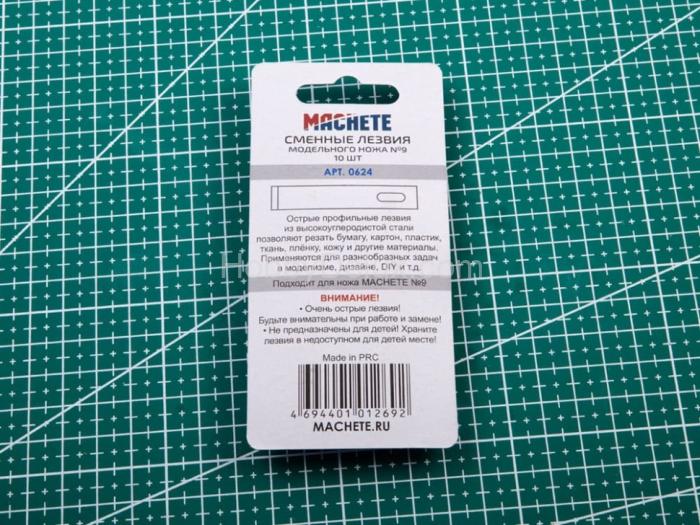 MACHETE
СМЕННЫЕ ЛЕЗВИЯ
МОДЕЛЬНОГО НОЖА №9
10 ШТ
АРТ. 0624
Острые профильные лезвия
из высокоуглеродистой стали
позволяют резать бумагу, картон, пластик,
ткань, плёнку, кожу и другие материалы.
Применяются для разнообразных задач
в моделизме, дизайне, DIY и т.д.
Подходит для ножа MACHETE №9
ВНИМАНИЕ!
• Очень острые лезвия!
Будьте внимательны при работе и замене!
• Не предназначены для детей! Храните
лезвия в недоступном для детей месте!
Made in PRC
4 694401 012692
MACHETE.RU